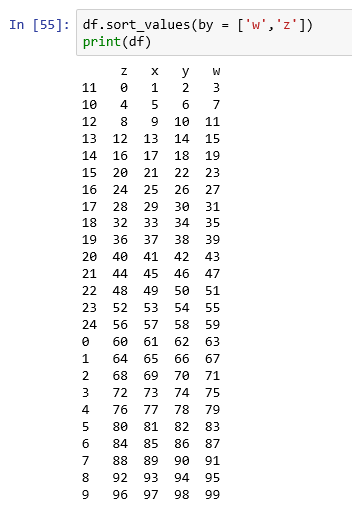 In [55]: df.sort_values(by = ['w','z'])
print(df)
z x y w
11 0 1 2 3
10 4 5 6 7
12 8 9 10 11
13 12 13 14 15
14 16 17 18 19
15 20 21 22 23
16 24 25 26 27
17 28 29 30 31
18 32 33 34 35
19 36 37 38 39
20 40 41 42 43
21 44 45 46 47
22 48 49 50 51
23 52 53 54 55
24 56 57 58 59
0 60 61 62 63
1 64 65 66 67
2 68 69 70 71
3 72 73 74 75
4 76 77 78 79
5 80 81 82 83
6 84 85 86 87
7 88 89 90 91
8 92 93 94 95
9 96 97 98 99